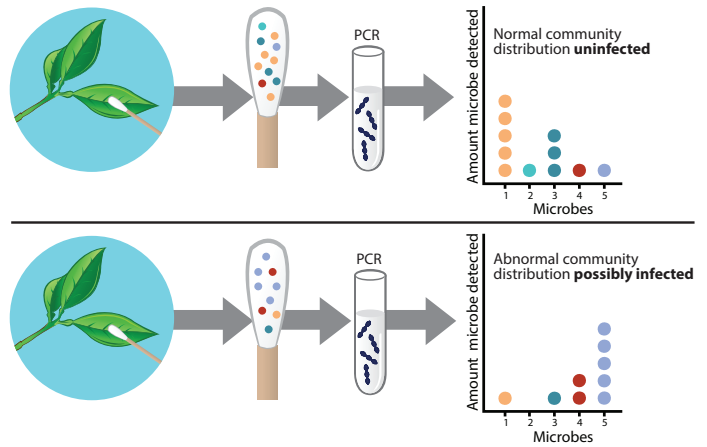 PCR
Amount microbe detected
Normal community
distribution uninfected
1 2 3 4 5
Microbes
PCR
Amount microbe detected
Abnormal community
distribution possibly infected
1 2 3 4 5
Microbes